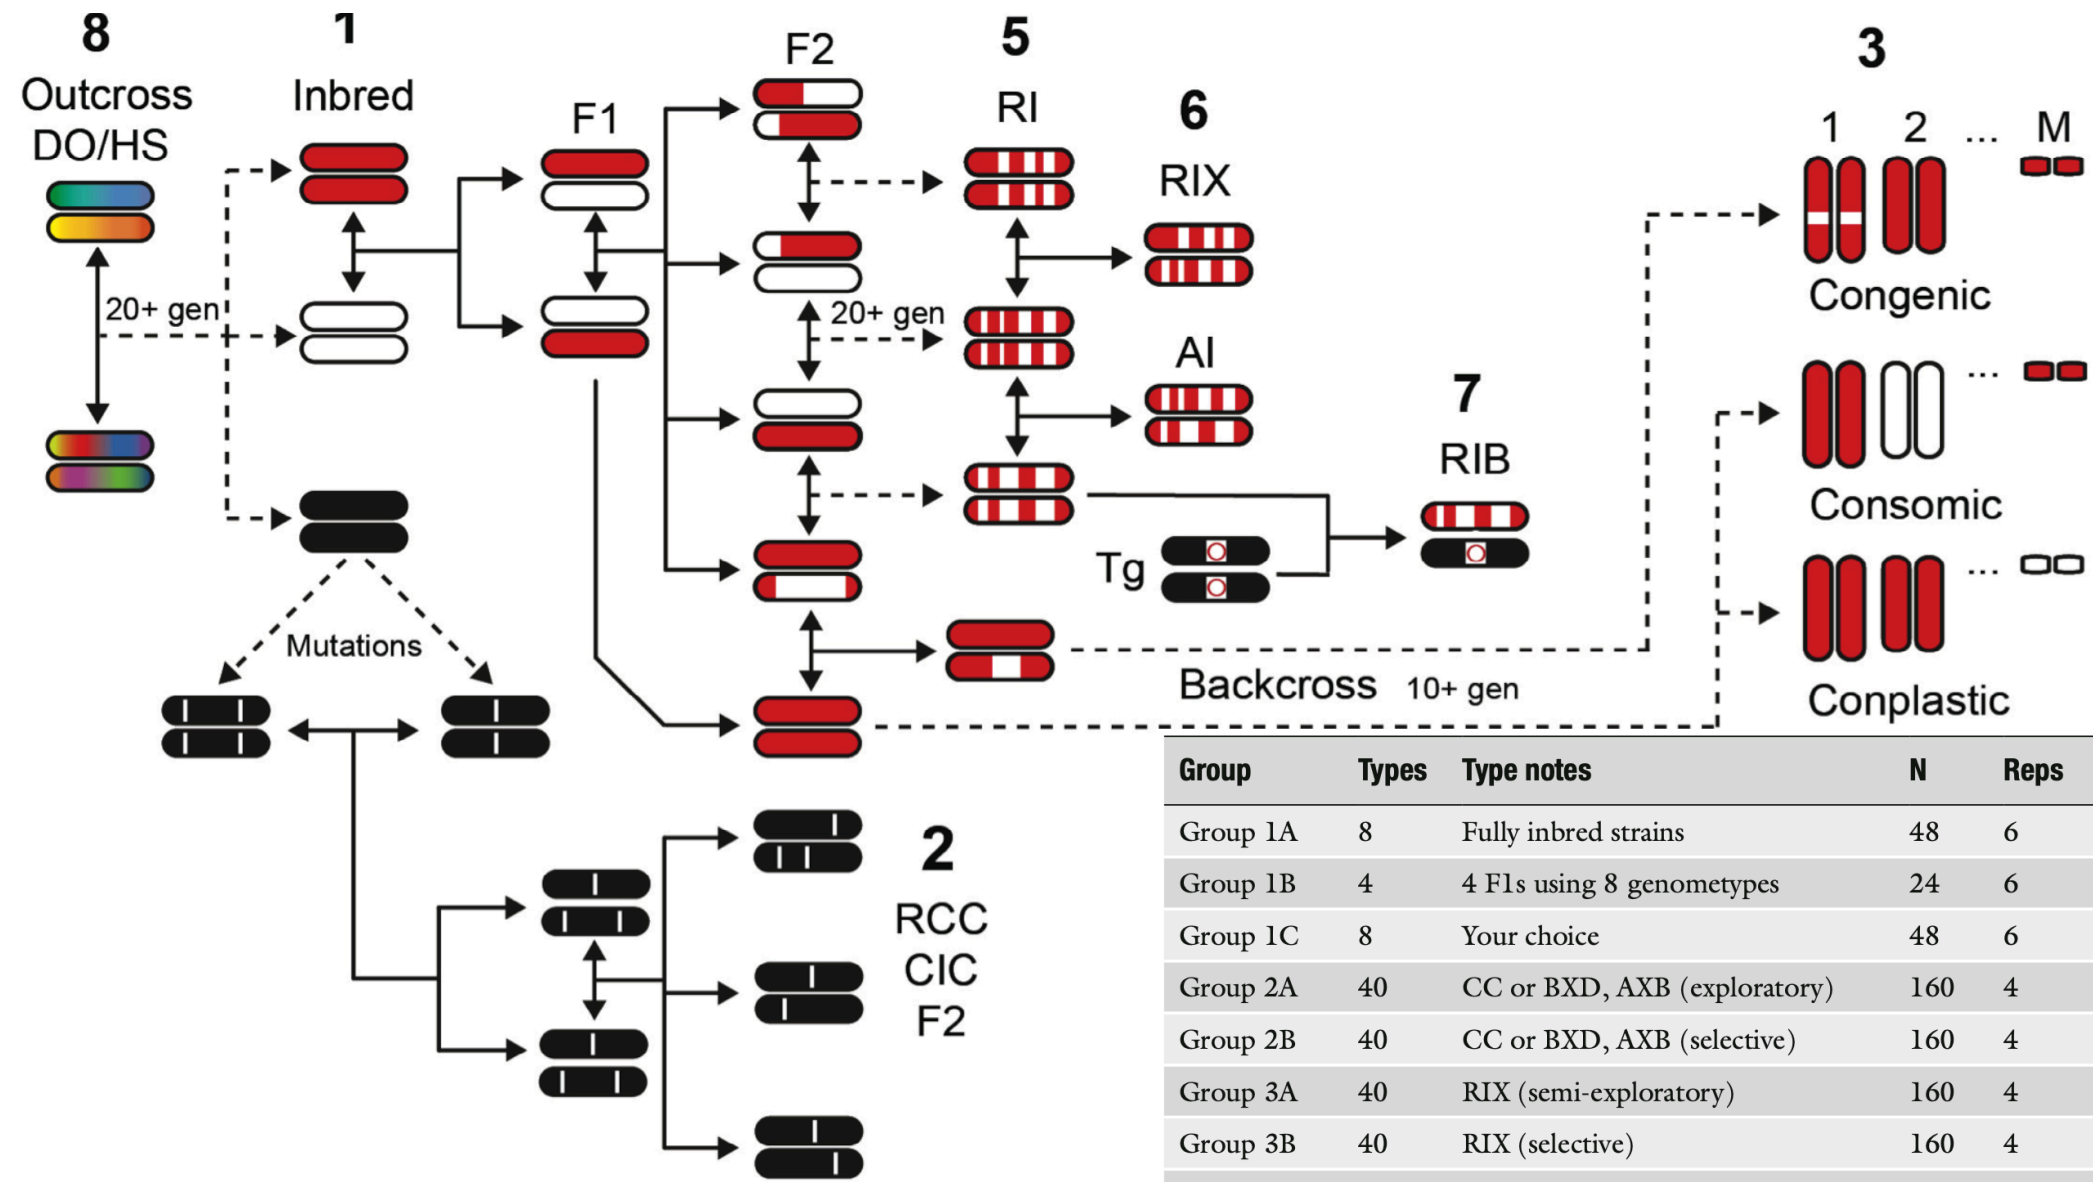 8
Outcross
DO/HS
20+ gen
1
Inbred
F1
F2
5
RI
20+ gen
6
RIX
AI
7
RIB
Tg
3
1 2 ... M
Congenic
...
Consomic
...
Conplastic
Backcross 10+ gen
Mutations
2
RCC
CIC
F2
Group Types Type notes N Reps
Group 1A 8 Fully inbred strains 48 6
Group 1B 4 4 F1s using 8 genometypes 24 6
Group 1C 8 Your choice 48 6
Group 2A 40 CC or BXD, AXB (exploratory) 160 4
Group 2B 40 CC or BXD, AXB (selective) 160 4
Group 3A 40 RIX (semi-exploratory) 160 4
Group 3B 40 RIX (selective) 160 4